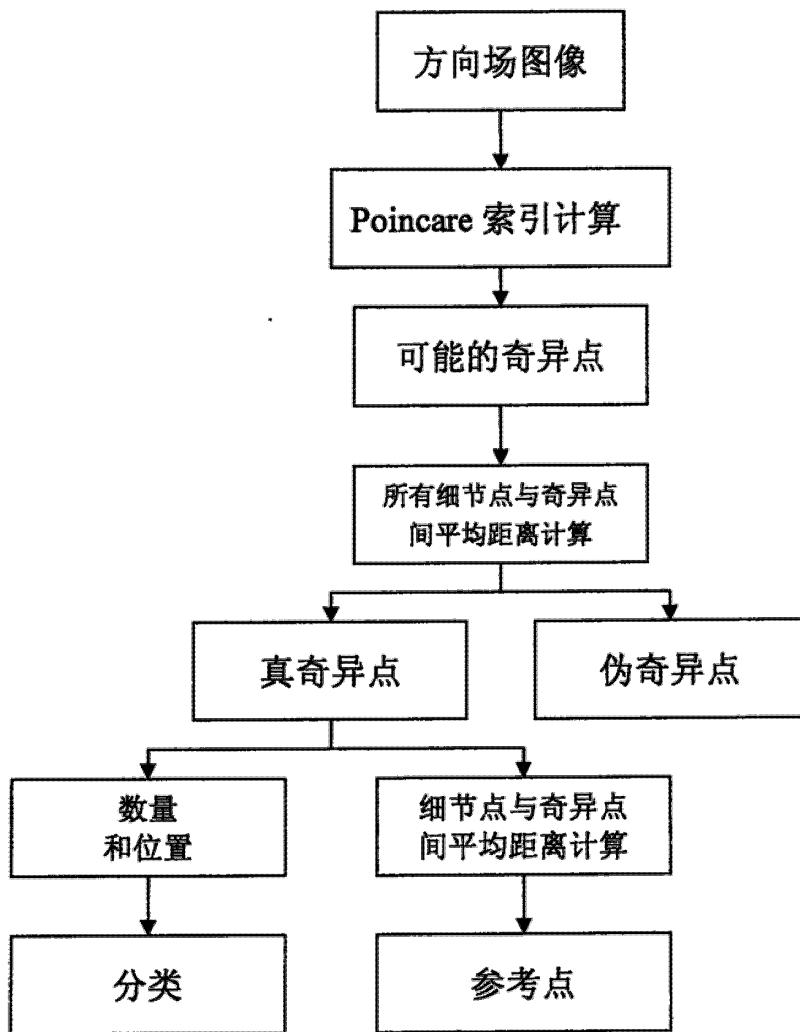 方向场图像
Poincare 索引计算
可能的奇异点
所有细节点与奇异点
间平均距离计算
真奇异点
伪奇异点
数量
和位置
细节点与奇异点
间平均距离计算
分类
参考点